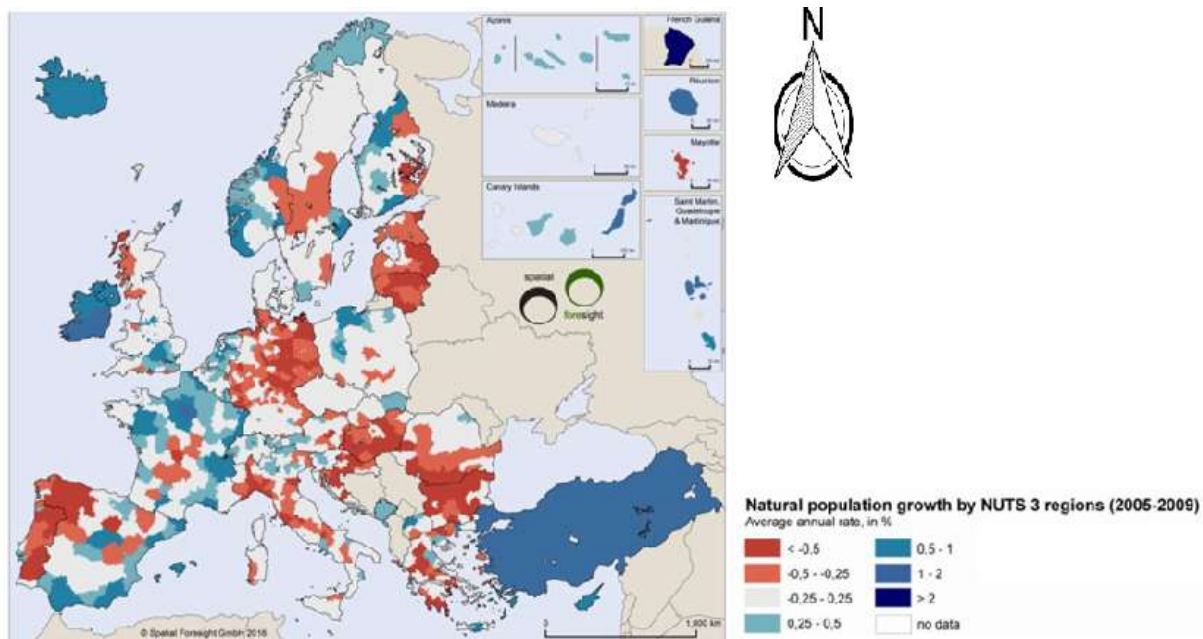 Azores
French Guiana
N
Réunion
Madeira
Mayotte
Canary Islands
Saint Martin,
Guadeloupe
& Martinique
spatial
foresight
© Spatial Foresight GmbH 2016
0
1,000 km
Natural population growth by NUTS 3 regions (2005-2009)
Average annual rate, in %
< -0,5
0,5 - 1
-0,5 - -0,25
1 - 2
-0,25 - 0,25
> 2
0,25 - 0,5
no data